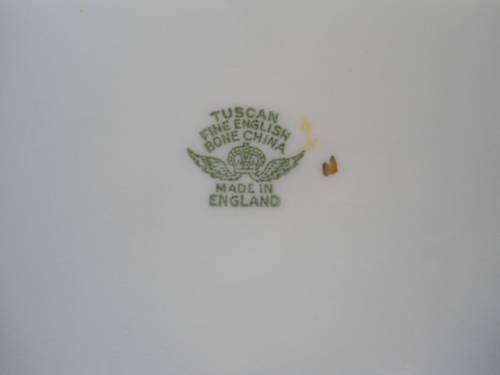 TUSCAN
FINE ENGLISH
BONE CHINA
MADE IN
ENGLAND